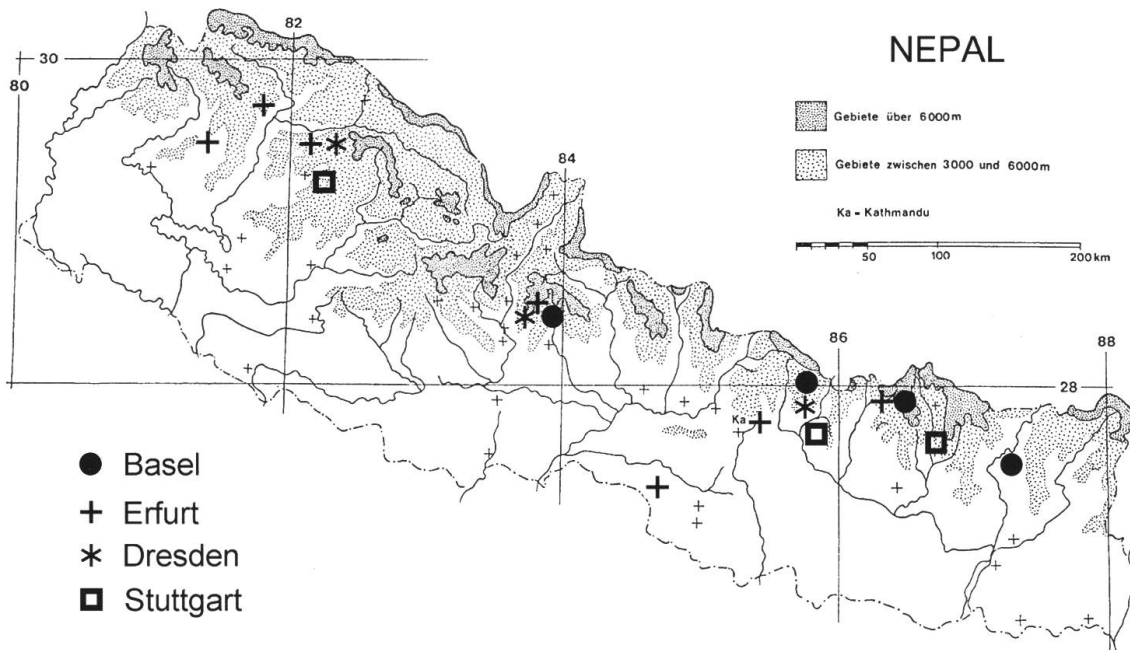 NEPAL
82
30
80
Gebiete über 6000m
Gebiete zwischen 3000 und 6000m
84
Ka - Kathmandu
50 100 200 km
86
88
28
Ka
Basel
Erfurt
Dresden
Stuttgart